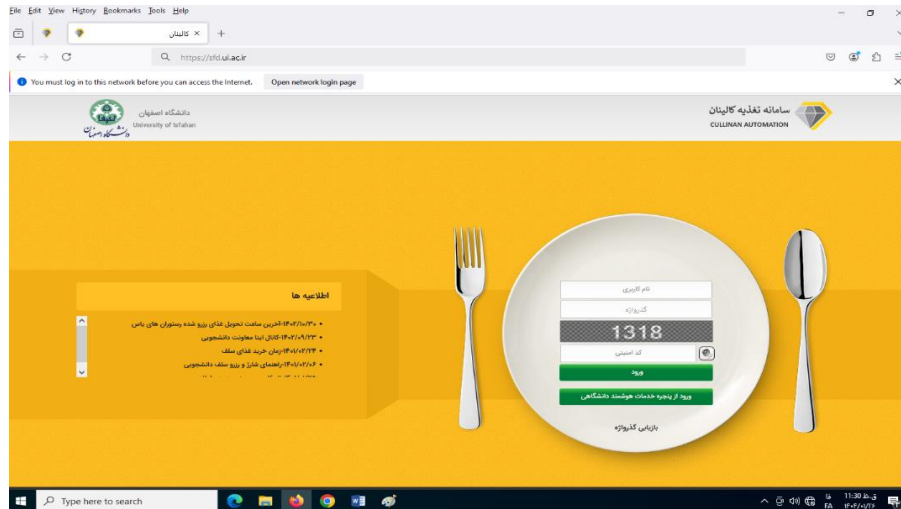 File Edit View History Bookmarks Tools Help
کالینان
https://sfd.ui.ac.ir
You must log in to this network before you can access the Internet. Open network login page
دانشگاه اصفهان
University of Isfahan
سامانه تغذیه کالینان
CULLINAN AUTOMATION
اطلاعیه ها
۱۴۰۲/۱۰/۳۰-آخرین ساعت تحویل غذای رزرو شده رستوران های یاس
۱۴۰۲/۰۹/۲۳-کانال ایتا معاونت دانشجویی
۱۴۰۱/۰۲/۲۴-زمان خرید غذای سلف
۱۴۰۱/۰۲/۰۶-راهنمای شارژ و رزرو سلف دانشجویی
نام کاربری
گذرواژه
1318
کد امنیتی
ورود
ورود از پنجره خدمات هوشمند دانشگاهی
بازیابی گذرواژه
Type here to search
فا
FA
11:30 ق.ظ
۱۴۰۴/۰۱/۲۶